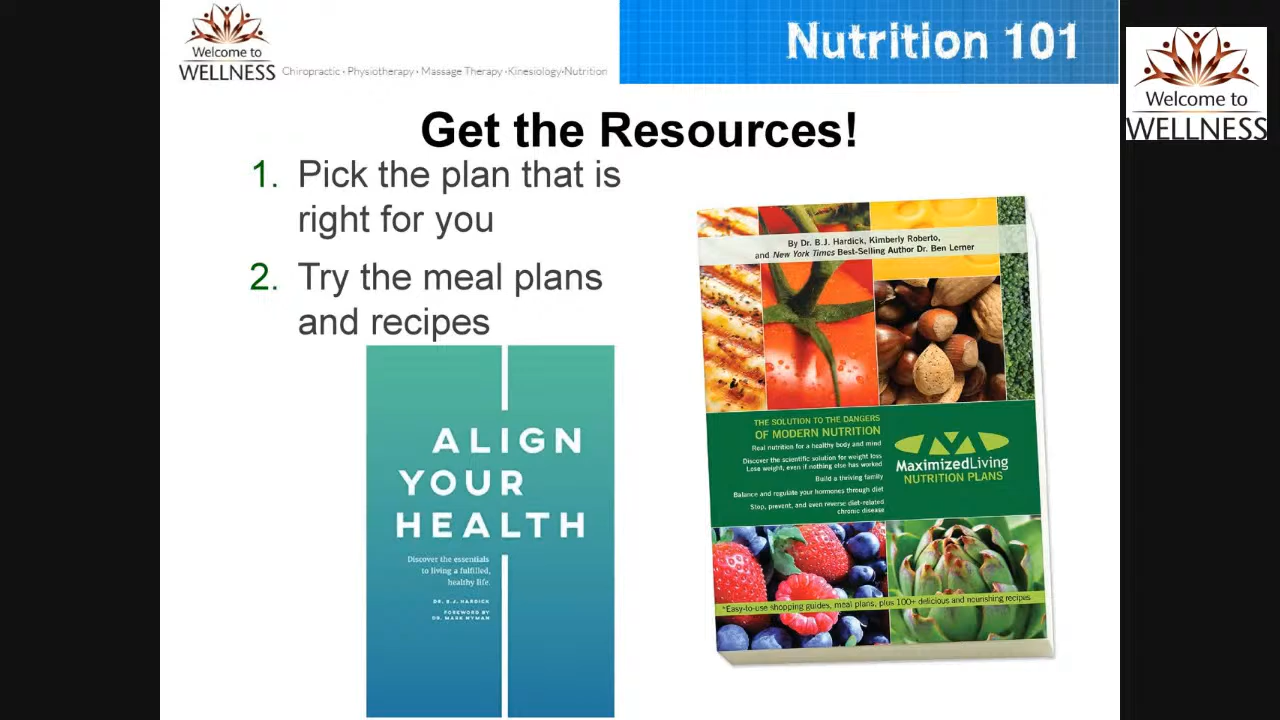 Welcome to
WELLNESS
Chiropractic • Physiotherapy • Massage Therapy •Kinesiology•Nutrition
Nutrition 101
Welcome to
WELLNESS
Get the Resources!
1. Pick the plan that is
right for you
2. Try the meal plans
and recipes
ALIGN
YOUR
HEALTH
Discover the essentials
to living a fulfilled,
healthy life.
DR. B.J. HARDICK
FOREWORD BY
DR. MARK HYMAN
By Dr. B.J. Hardick, Kimberly Roberto,
and New York Times Best-Selling Author Dr. Ben Lerner
THE SOLUTION TO THE DANGERS
OF MODERN NUTRITION
Real nutrition for a healthy body and mind
Discover the scientific solution for weight loss
Lose weight, even if nothing else has worked
Build a thriving family
Balance and regulate your hormones through diet
Stop, prevent, and even reverse diet-related
chronic disease
MaximizedLiving
NUTRITION PLANS
*Easy-to-use shopping guides, meal plans, plus 100+ delicious and nourishing recipes